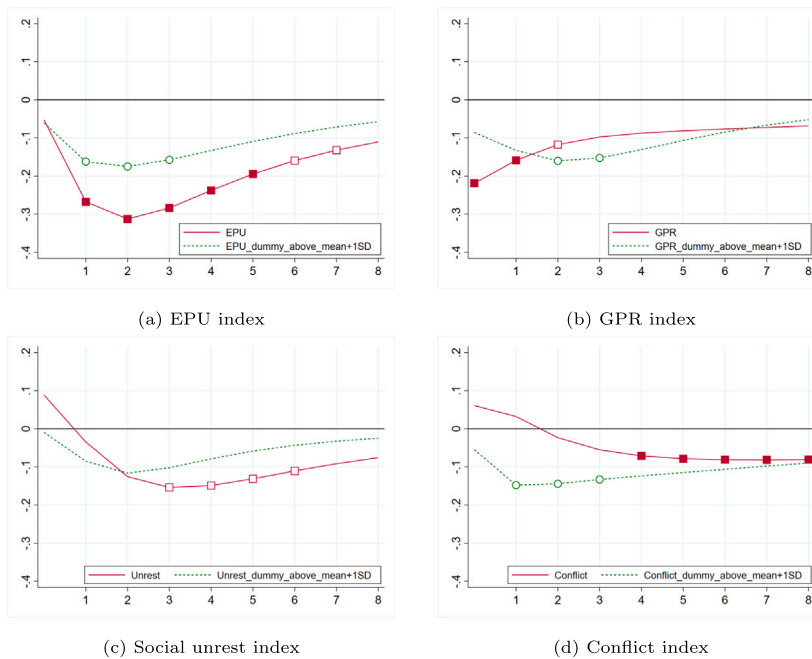 .2
.1
0
-.1
-.2
-.3
-.4
1 2 3 4 5 6 7 8
EPU
EPU_dummy_above_mean+1SD
(a) EPU index
.2
.1
0
-.1
-.2
-.3
-.4
1 2 3 4 5 6 7 8
GPR
GPR_dummy_above_mean+1SD
(b) GPR index
.2
.1
0
-.1
-.2
-.3
-.4
1 2 3 4 5 6 7 8
Unrest Unrest_dummy_above_mean+1SD
(c) Social unrest index
.2
.1
0
-.1
-.2
-.3
-.4
1 2 3 4 5 6 7 8
Conflict Conflict_dummy_above_mean+1SD
(d) Conflict index